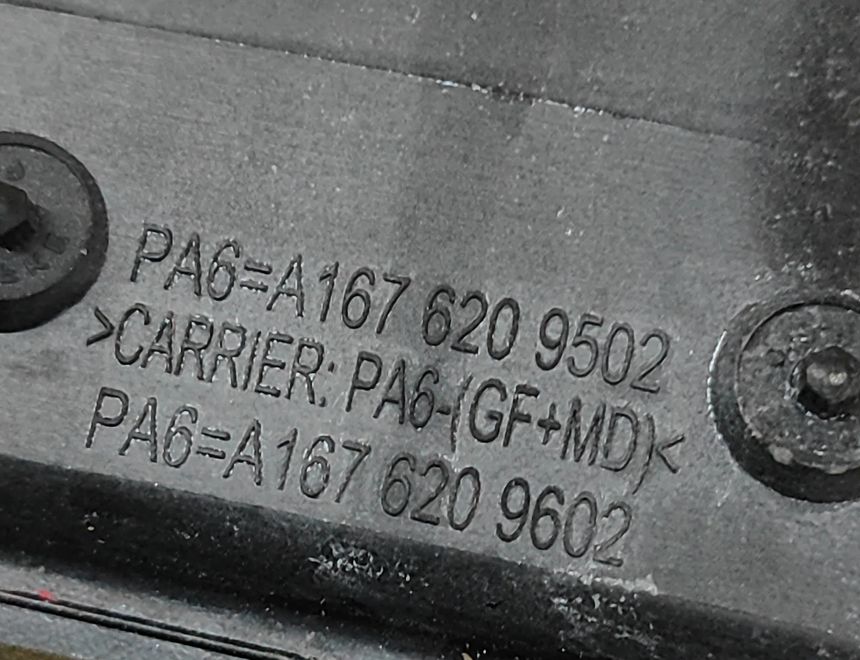 PA6=A167 620 9502
>CARRIER: PA6-(GF+MD)<
PA6=A167 620 9602